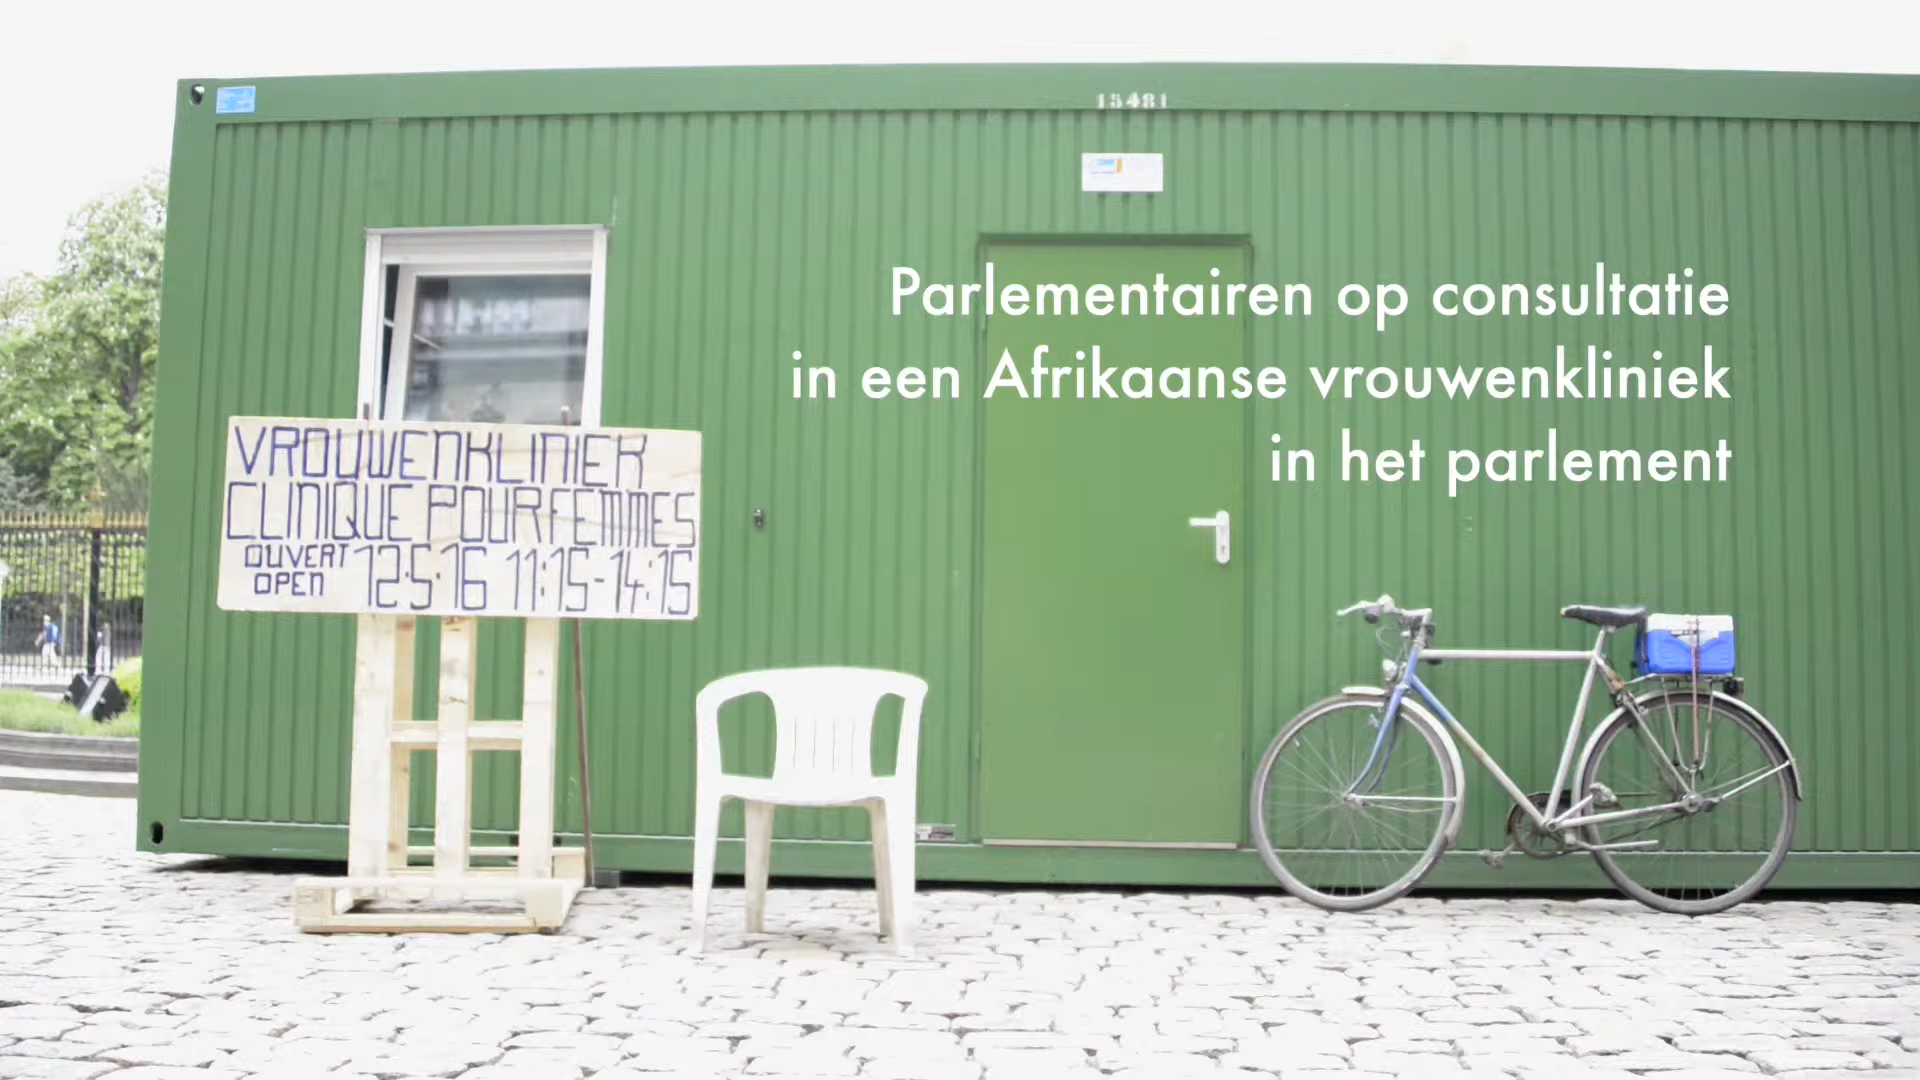 15481
Parlementairen op consultatie
in een Afrikaanse vrouwenkliniek
in het parlement
VROUWENKLINIEK
CLINIQUE POUR FEMMES
OUVERT
OPEN 12·5·16 11:15-14:15